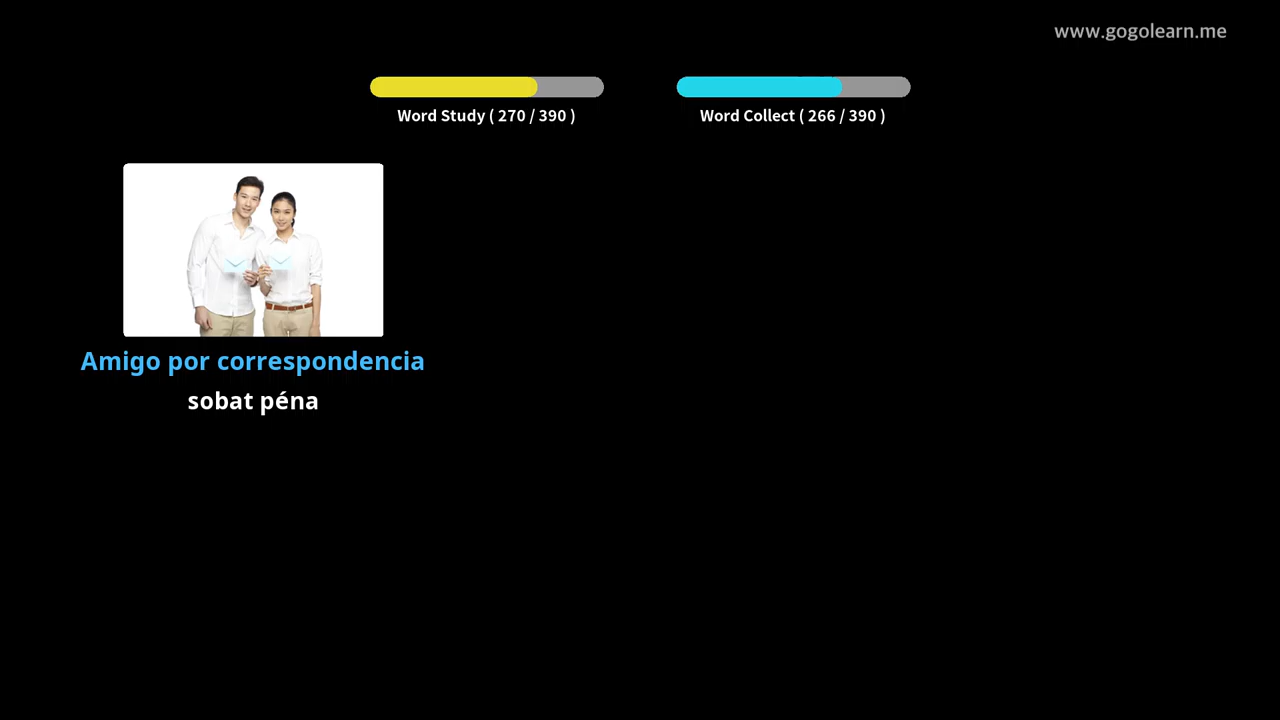 www.gogolearn.me
Word Study ( 270 / 390 )
Word Collect ( 266 / 390 )
Amigo por correspondencia
sobat péna